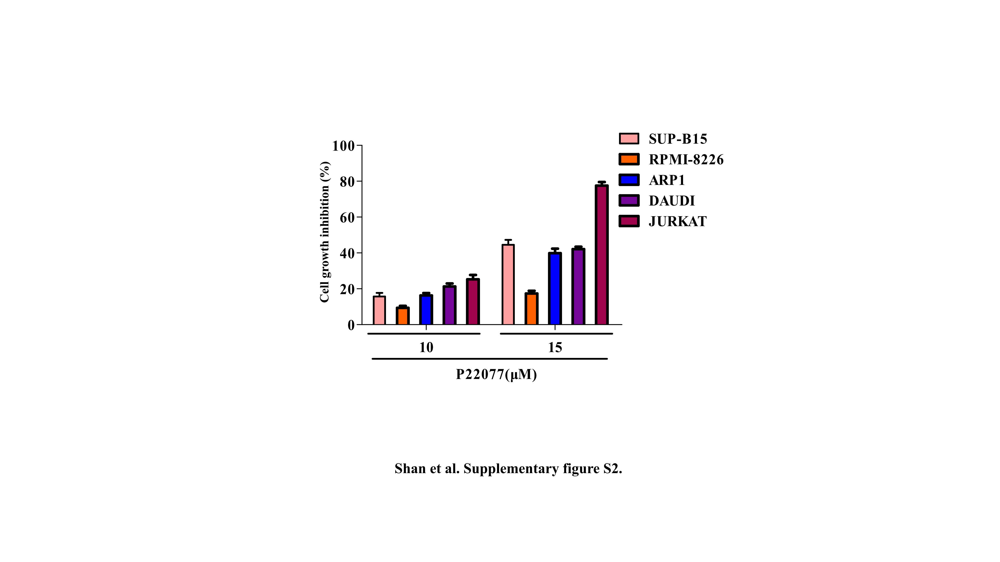 SUP-B15
RPMI-8226
ARP1
DAUDI
JURKAT
100
80
60
40
20
0
Cell growth inhibition (%)
10 15
P22077(μM)
Shan et al. Supplementary figure S2.